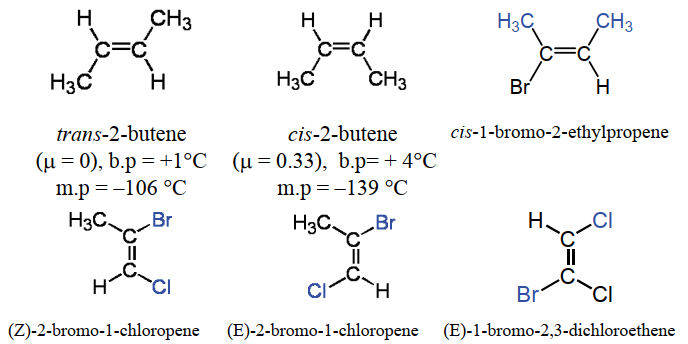 H CH₃
C=C
H₃C H
trans-2-butene
(μ = 0), b.p = +1°C
m.p = –106 °C
H H
C=C
H₃C CH₃
cis-2-butene
(μ = 0.33), b.p= + 4°C
m.p = –139 °C
H₃C CH₃
C=C
Br H
cis-1-bromo-2-ethylpropene
H₃C Br
C
C
H Cl
(Z)-2-bromo-1-chloropene
H₃C Br
C
C
Cl H
(E)-2-bromo-1-chloropene
H Cl
C
C
Br Cl
(E)-1-bromo-2,3-dichloroethene